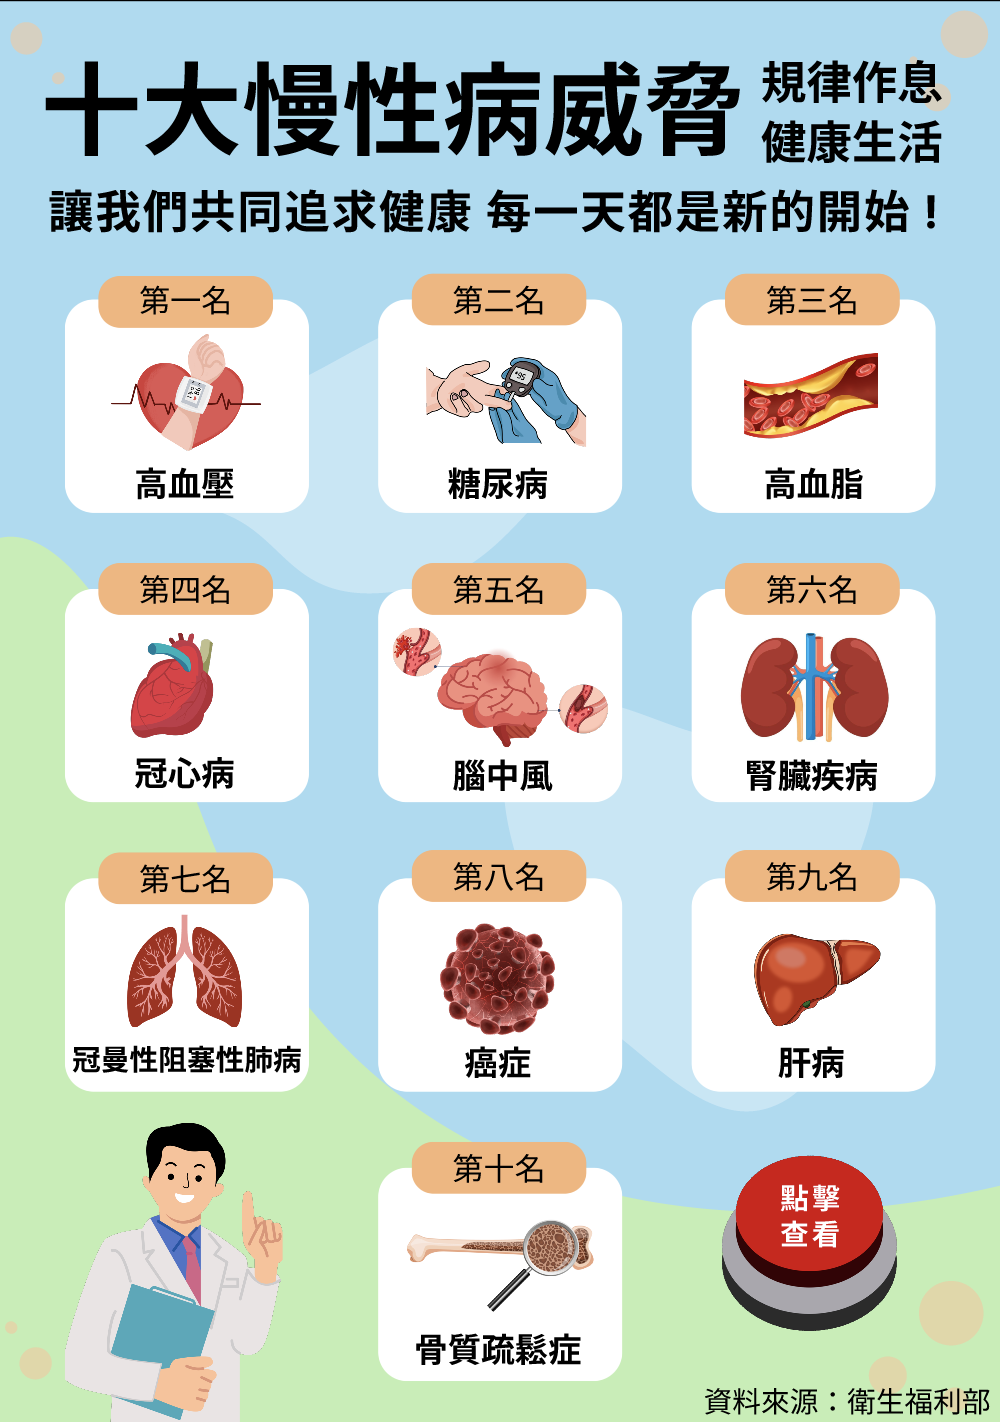 十大慢性病威脅
規律作息
健康生活
讓我們共同追求健康 每一天都是新的開始！
第一名
高血壓
第二名
95
糖尿病
第三名
高血脂
第四名
冠心病
第五名
腦中風
第六名
腎臟疾病
第七名
冠曼性阻塞性肺病
第八名
癌症
第九名
肝病
第十名
骨質疏鬆症
點擊
查看
資料來源：衛生福利部